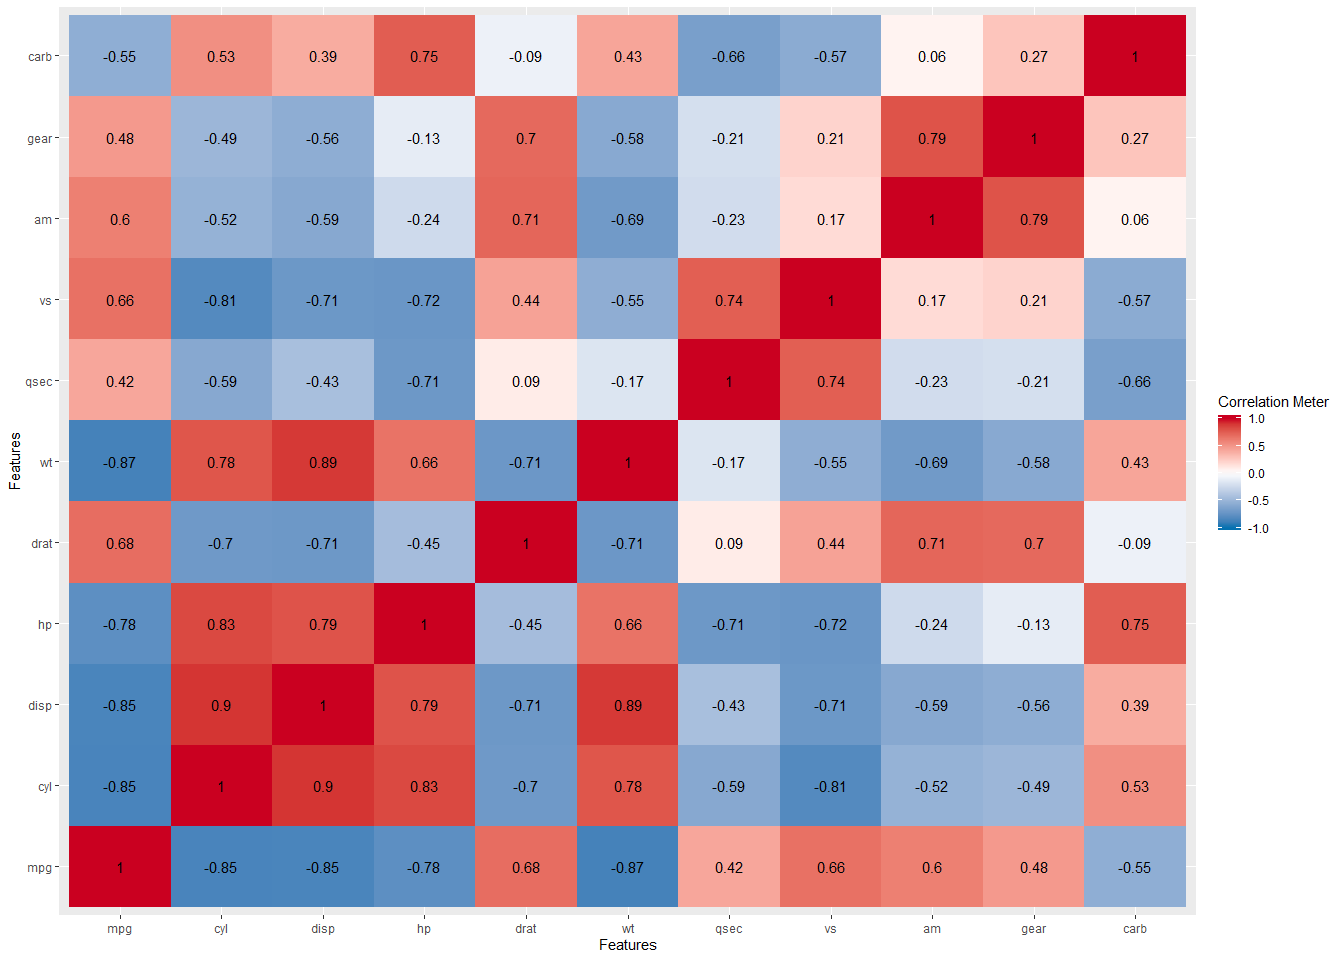 carb -0.55 0.53 0.39 0.75 -0.09 0.43 -0.66 -0.57 0.06 0.27 1
gear 0.48 -0.49 -0.56 -0.13 0.7 -0.58 -0.21 0.21 0.79 1 0.27
am 0.6 -0.52 -0.59 -0.24 0.71 -0.69 -0.23 0.17 1 0.79 0.06
vs 0.66 -0.81 -0.71 -0.72 0.44 -0.55 0.74 1 0.17 0.21 -0.57
qsec 0.42 -0.59 -0.43 -0.71 0.09 -0.17 1 0.74 -0.23 -0.21 -0.66
wt -0.87 0.78 0.89 0.66 -0.71 1 -0.17 -0.55 -0.69 -0.58 0.43
drat 0.68 -0.7 -0.71 -0.45 1 -0.71 0.09 0.44 0.71 0.7 -0.09
hp -0.78 0.83 0.79 1 -0.45 0.66 -0.71 -0.72 -0.24 -0.13 0.75
disp -0.85 0.9 1 0.79 -0.71 0.89 -0.43 -0.71 -0.59 -0.56 0.39
cyl -0.85 1 0.9 0.83 -0.7 0.78 -0.59 -0.81 -0.52 -0.49 0.53
mpg 1 -0.85 -0.85 -0.78 0.68 -0.87 0.42 0.66 0.6 0.48 -0.55
mpg cyl disp hp drat wt qsec vs am gear carb
Features
Features
Correlation Meter
1.0
0.5
0.0
-0.5
-1.0